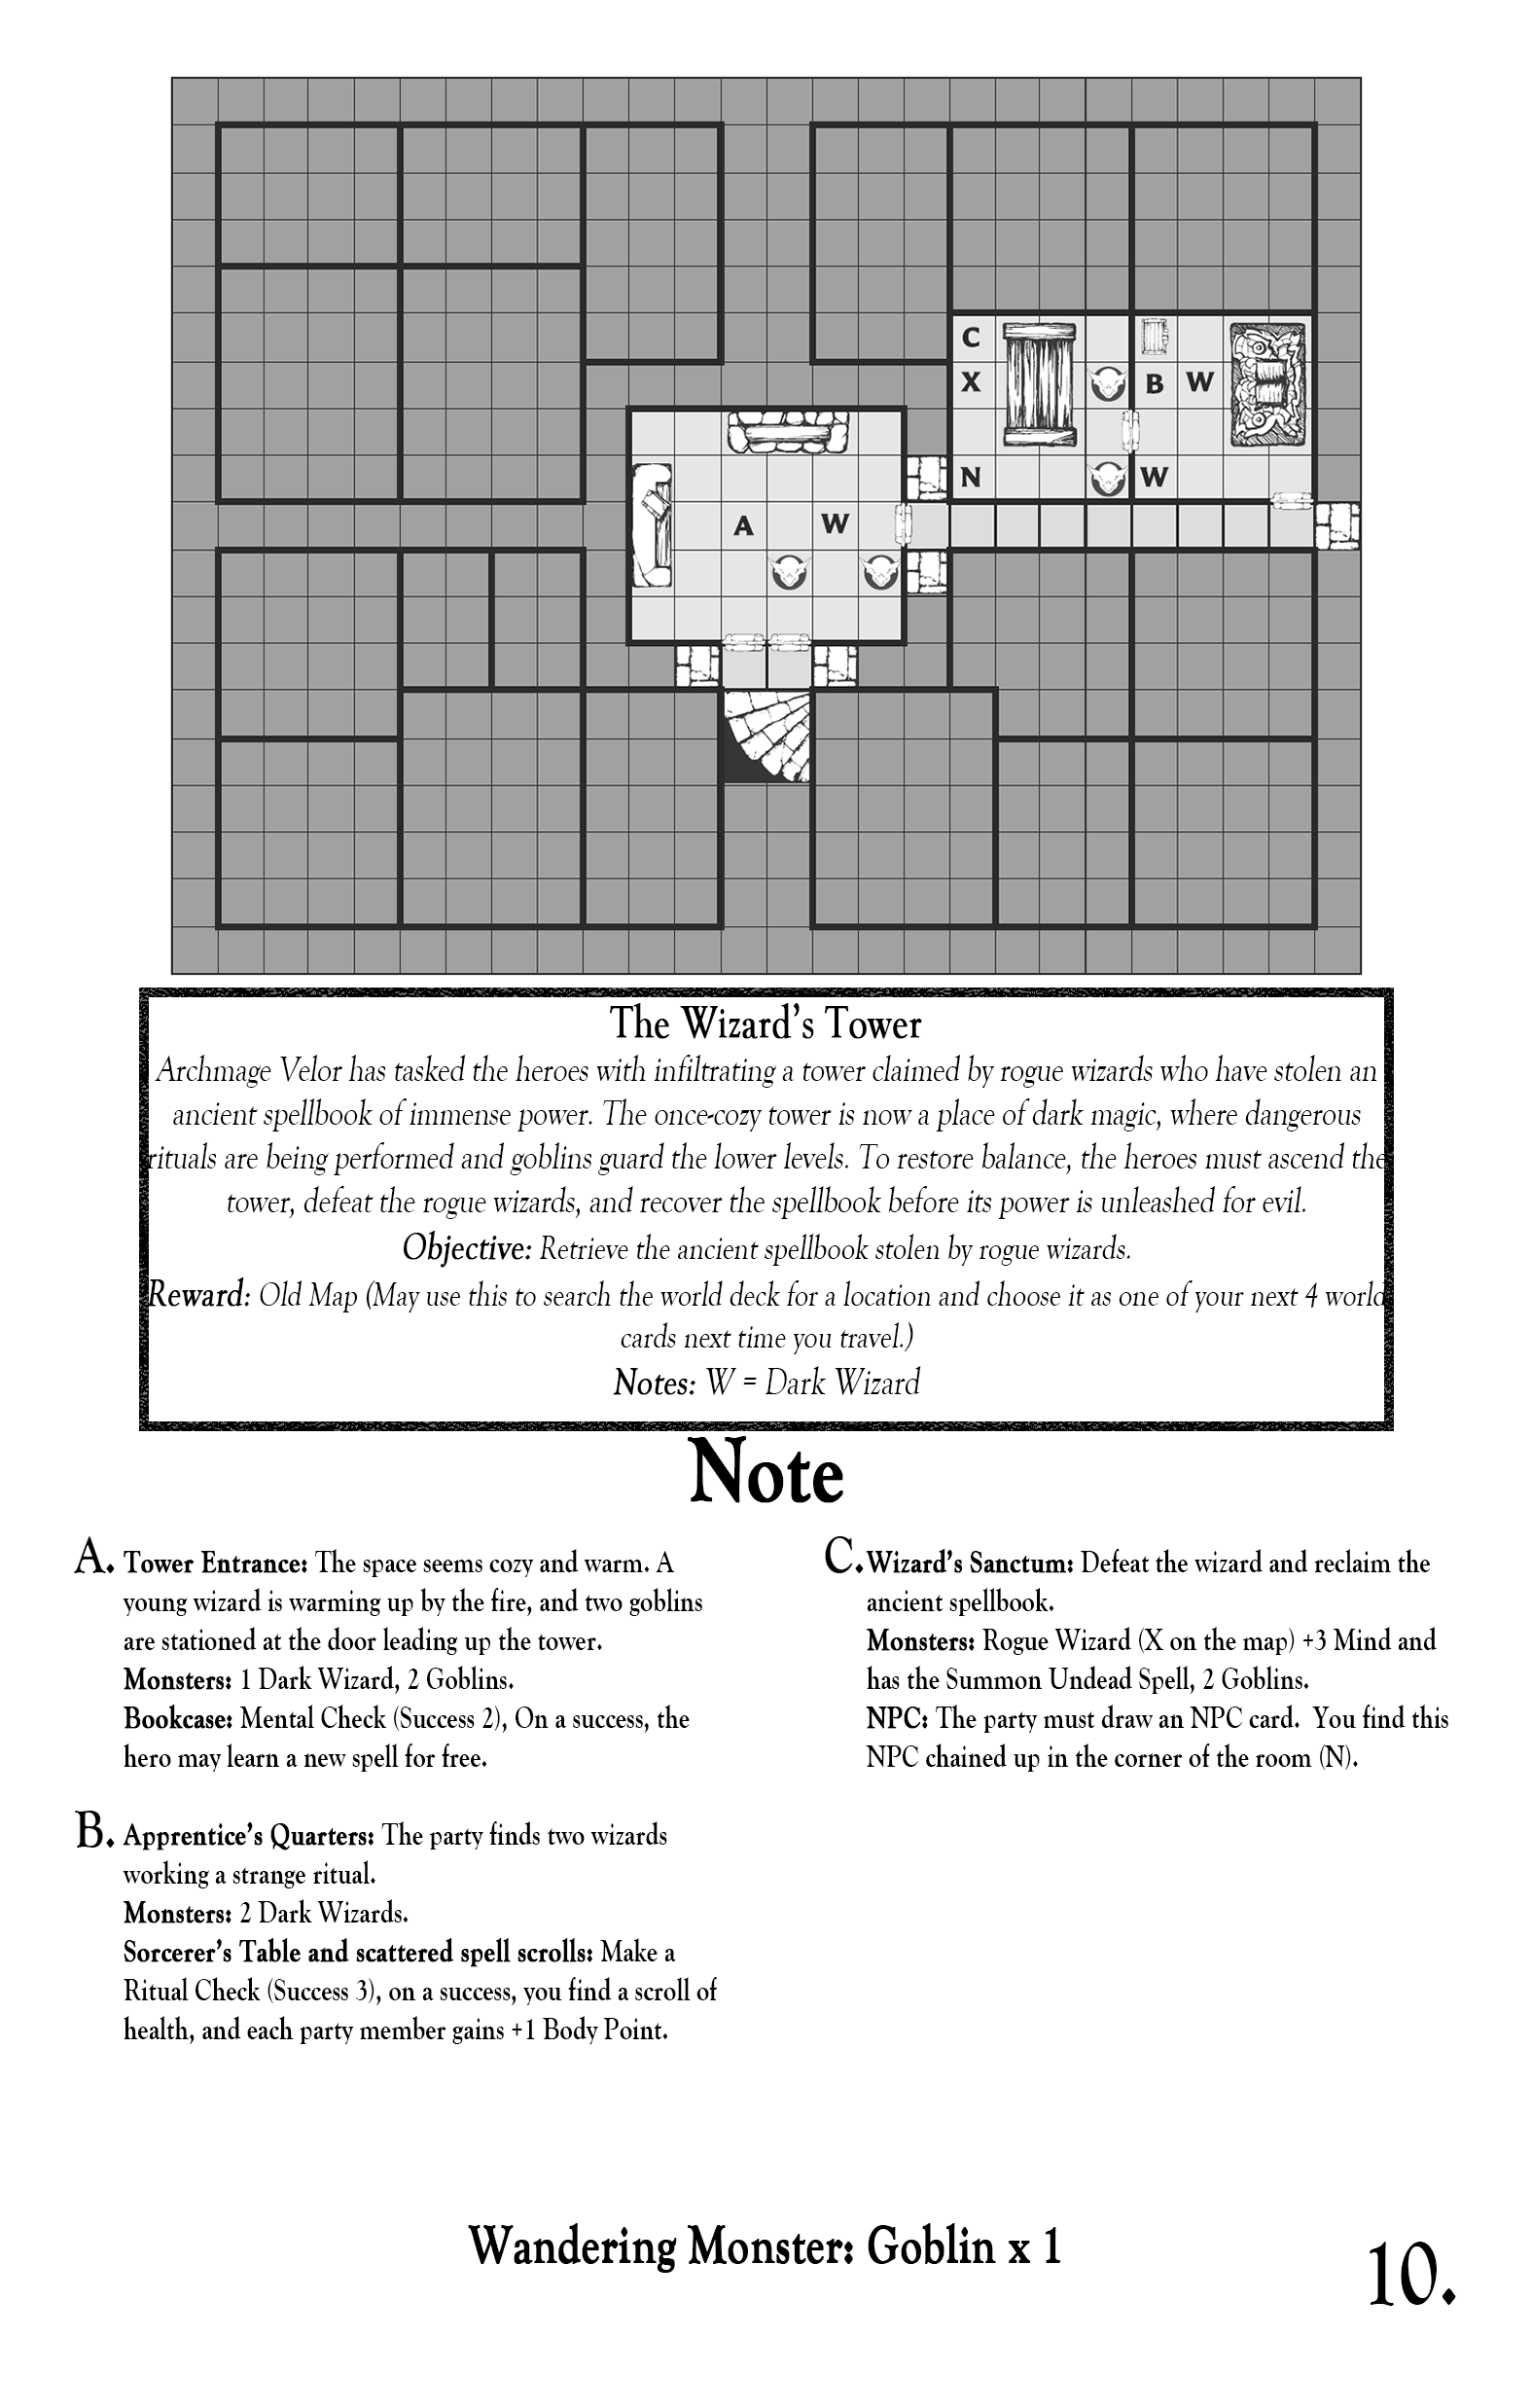 C
X
B W
N
W
A
W
The Wizard's Tower
Archmage Velor has tasked the heroes with infiltrating a tower claimed by rogue wizards who have stolen an
ancient spellbook of immense power. The once-cozy tower is now a place of dark magic, where dangerous
rituals are being performed and goblins guard the lower levels. To restore balance, the heroes must ascend the
tower, defeat the rogue wizards, and recover the spellbook before its power is unleashed for evil.
Objective: Retrieve the ancient spellbook stolen by rogue wizards.
Reward: Old Map (May use this to search the world deck for a location and choose it as one of your next 4 world
cards next time you travel.)
Notes: W = Dark Wizard
Note
A. Tower Entrance: The space seems cozy and warm. A
young wizard is warming up by the fire, and two goblins
are stationed at the door leading up the tower.
Monsters: 1 Dark Wizard, 2 Goblins.
Bookcase: Mental Check (Success 2), On a success, the
hero may learn a new spell for free.
B. Apprentice's Quarters: The party finds two wizards
working a strange ritual.
Monsters: 2 Dark Wizards.
Sorcerer's Table and scattered spell scrolls: Make a
Ritual Check (Success 3), on a success, you find a scroll of
health, and each party member gains +1 Body Point.
C. Wizard's Sanctum: Defeat the wizard and reclaim the
ancient spellbook.
Monsters: Rogue Wizard (X on the map) +3 Mind and
has the Summon Undead Spell, 2 Goblins.
NPC: The party must draw an NPC card. You find this
NPC chained up in the corner of the room (N).
Wandering Monster: Goblin x 1
10.